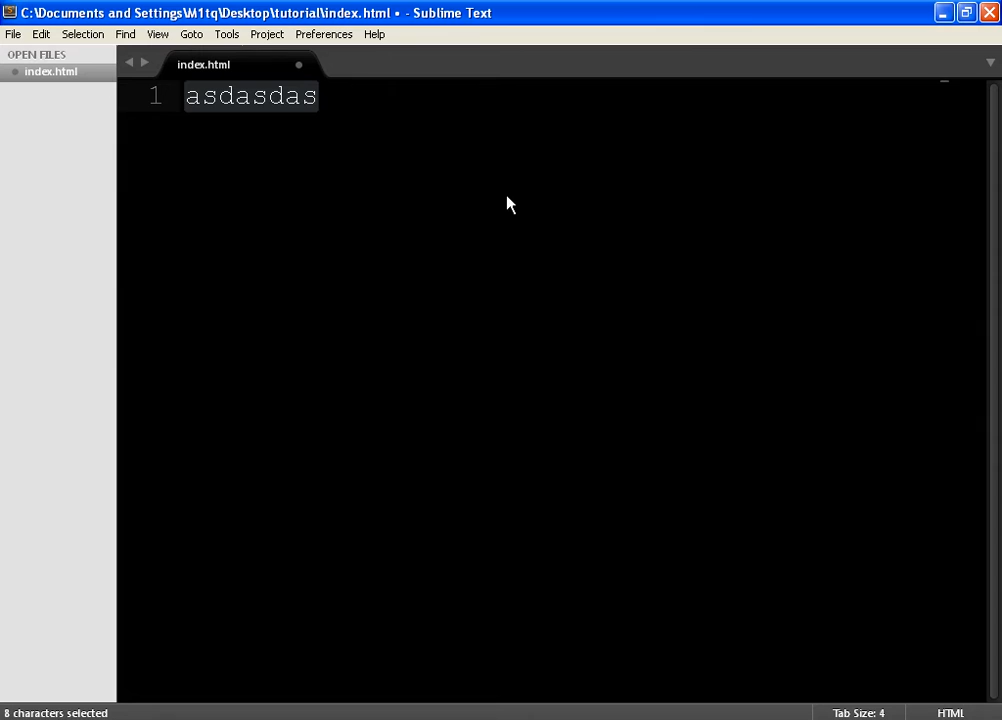 C:\Documents and Settings\M1tq\Desktop\tutorial\index.html • - Sublime Text
File Edit Selection Find View Goto Tools Project Preferences Help
OPEN FILES
index.html
index.html
1 asdasdas
8 characters selected
Tab Size: 4
HTML